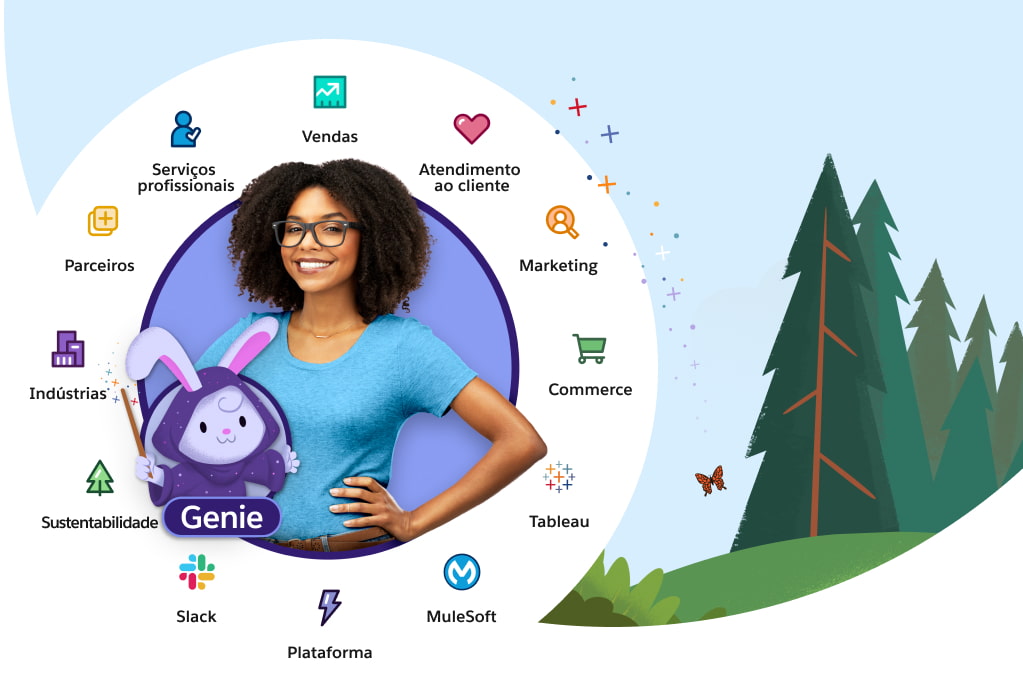 Vendas
Serviços
profissionais
Atendimento
ao cliente
Parceiros
Marketing
Indústrias
Commerce
Sustentabilidade
Genie
Tableau
Slack
MuleSoft
Plataforma